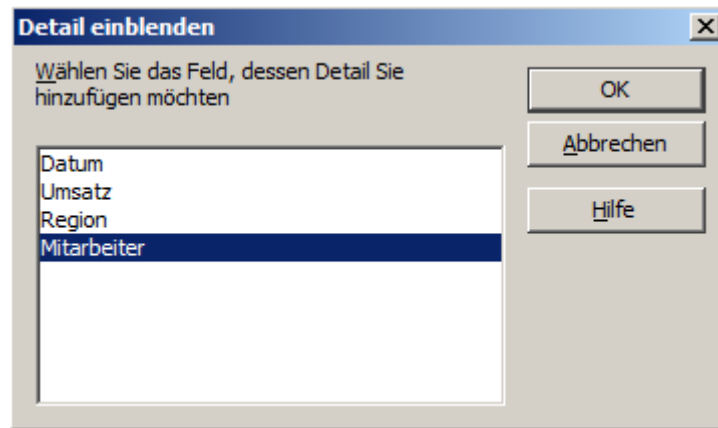 Detail einblenden
Wählen Sie das Feld, dessen Detail Sie
hinzufügen möchten
OK
Abbrechen
Hilfe
Datum
Umsatz
Region
Mitarbeiter